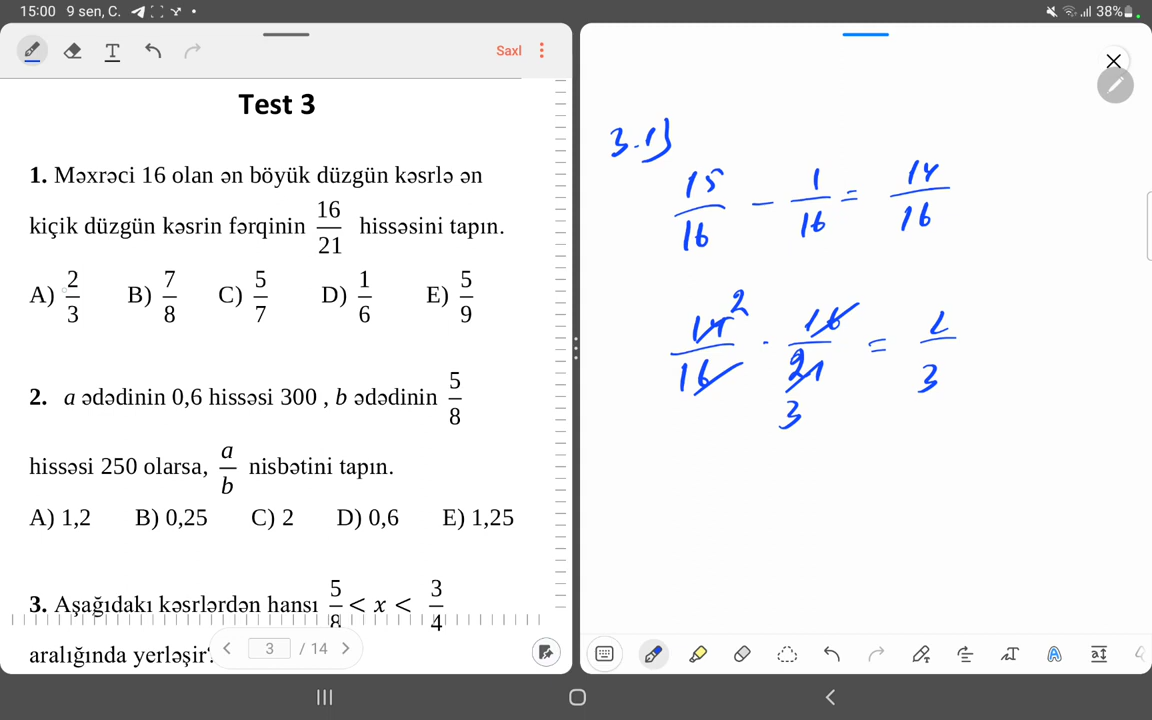 15:00 9 sen, C.
38%
Saxl
Test 3
1. Məxrəci 16 olan ən böyük düzgün kəsrlə ən
kiçik düzgün kəsrin fərqinin 16/21 hissəsini tapın.
A) 2/3 B) 7/8 C) 5/7 D) 1/6 E) 5/9
2. a ədədinin 0,6 hissəsi 300 , b ədədinin 5/8
hissəsi 250 olarsa, a/b nisbətini tapın.
A) 1,2 B) 0,25 C) 2 D) 0,6 E) 1,25
3. Aşağıdakı kəsrlərdən hansı 5/8 < x < 3/4
aralığında yerləşir?
3 / 14
3.1)
15/16 - 1/16 = 14/16
14 2/16 · 16/21 3 = 2/3